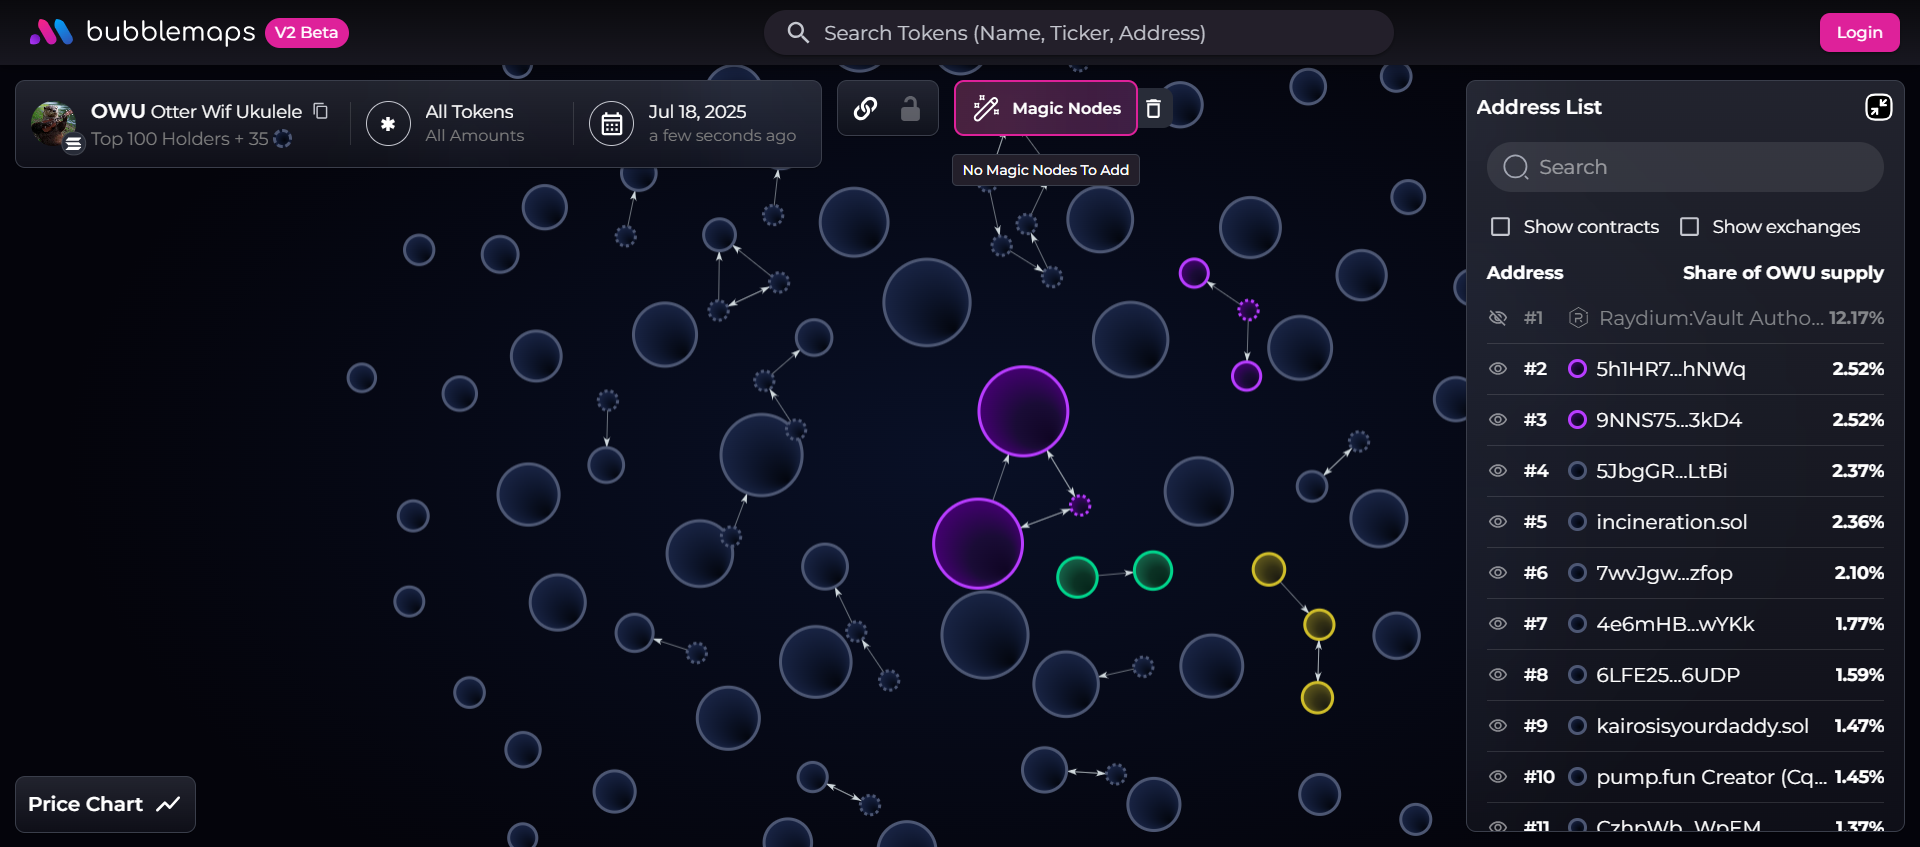 bubblemaps V2 Beta
Search Tokens (Name, Ticker, Address)
Login
OWU Otter Wif Ukulele
Top 100 Holders + 35
All Tokens
All Amounts
Jul 18, 2025
a few seconds ago
Magic Nodes
No Magic Nodes To Add
Address List
Search
Show contracts Show exchanges
Address Share of OWU supply
#1 Raydium:Vault Autho... 12.17%
#2 5h1HR7...hNWq 2.52%
#3 9NNS75...3kD4 2.52%
#4 5JbgGR...LtBi 2.37%
#5 incineration.sol 2.36%
#6 7wvJgw...zfop 2.10%
#7 4e6mHB...wYKk 1.77%
#8 6LFE25...6UDP 1.59%
#9 kairosisyourdaddy.sol 1.47%
#10 pump.fun Creator (Cq... 1.45%
#11 CzhpWb...WpEM 1.37%
Price Chart